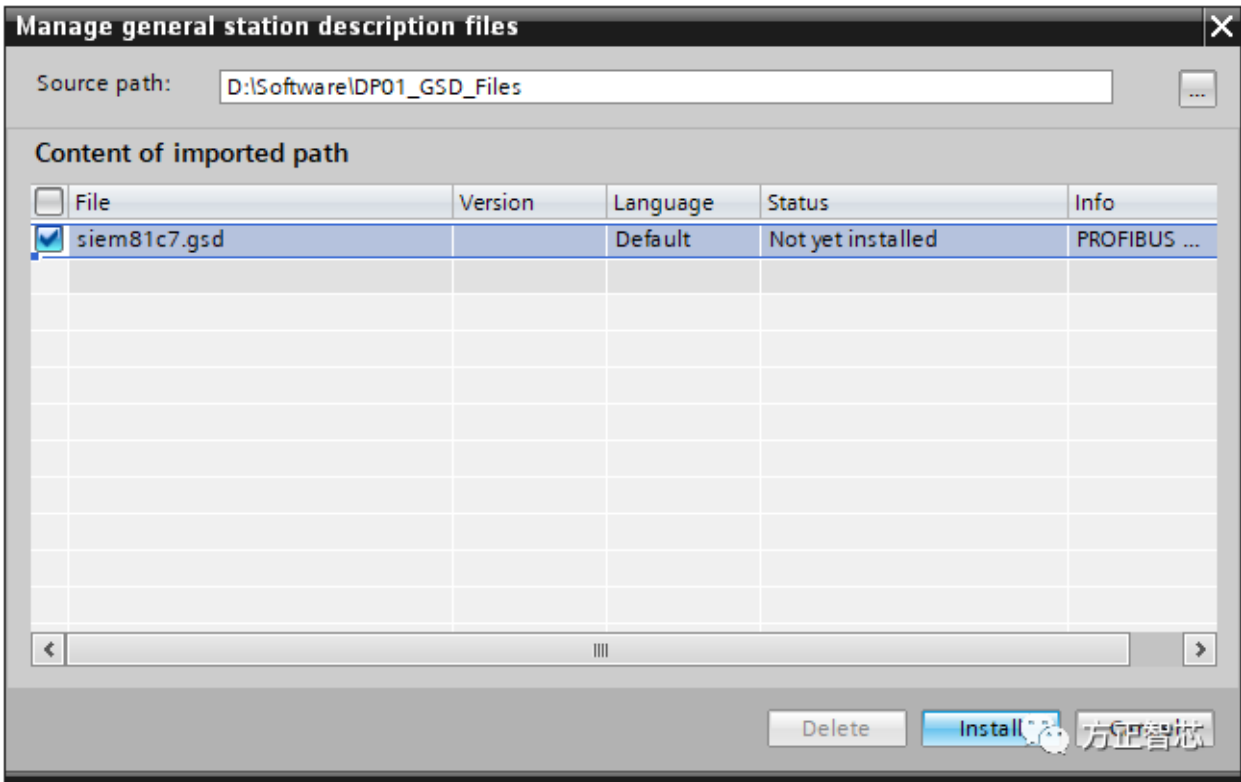 Manage general station description files
Source path: D:\Software\DP01_GSD_Files ...
Content of imported path
File Version Language Status Info
siem81c7.gsd Default Not yet installed PROFIBUS ...
Delete Install
方正智芯